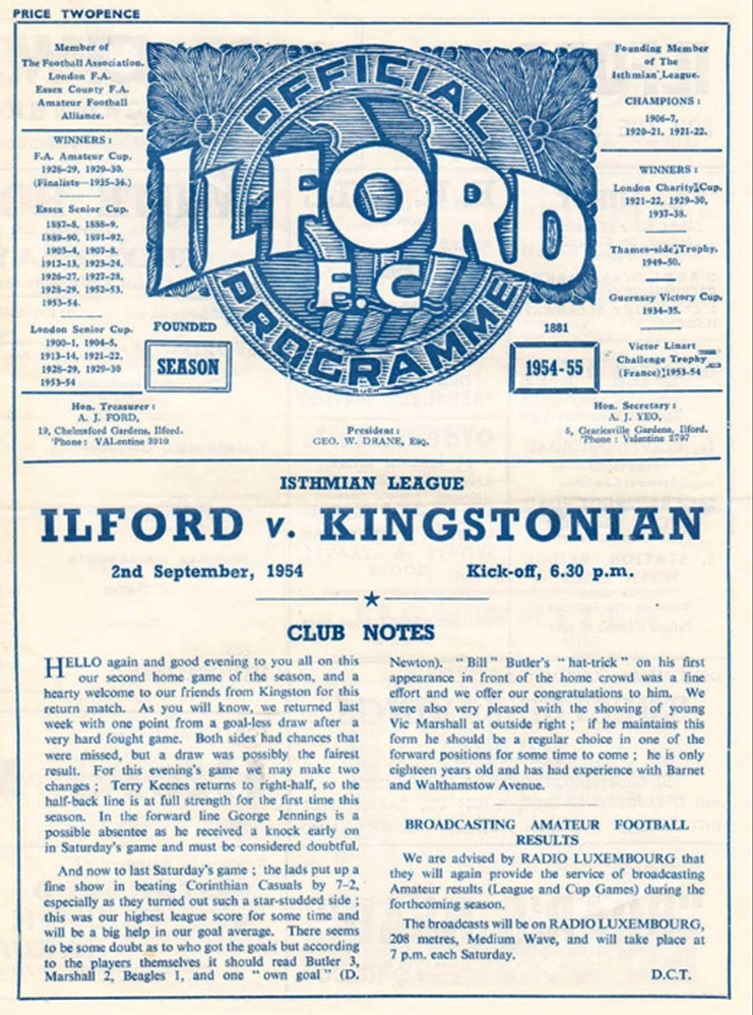 PRICE TWOPENCE
Member of
The Football Association.
London F.A.
Essex County F.A.
Amateur Football
Alliance.
WINNERS :
F.A. Amateur Cup.
1928-29, 1929-30.
(Finalists—1935-36.)
Essex Senior Cup.
1887-8, 1888-9,
1889-90, 1891-92,
1903-4, 1907-8,
1912-13, 1923-24,
1926-27, 1927-28,
1928-29, 1952-53,
1953-54.
London Senior Cup.
1900-1, 1904-5,
1913-14, 1921-22,
1928-29, 1929-30
1953-54
OFFICIAL
ILFORD
F.C
PROGRAMME
FOUNDED
1881
SEASON
1954-55
Founding Member
of The
Isthmian League.
CHAMPIONS :
1906-7,
1920-21, 1921-22.
WINNERS :
London Charity Cup.
1921-22, 1929-30,
1937-38.
Thames-side Trophy.
1949-50.
Guernsey Victory Cup.
1934-35.
Victor Linart
Challenge Trophy
(France) 1953-54
Hon. Treasurer :
A. J. FORD,
19, Chelmsford Gardens, Ilford.
'Phone : VALentine 3910
President :
GEO. W. DRANE, Esq.
Hon. Secretary :
A. J. YEO,
Gardens, Ilford.
'Phone : Valentine 2797
ISTHMIAN LEAGUE
ILFORD v. KINGSTONIAN
2nd September, 1954 Kick-off, 6.30 p.m.
CLUB NOTES
HELLO again and good evening to you all on this
our second home game of the season, and a
hearty welcome to our friends from Kingston for this
return match. As you will know, we returned last
week with one point from a goal-less draw after a
very hard fought game. Both sides had chances that
were missed, but a draw was possibly the fairest
result. For this evening's game we may make two
changes ; Terry Keenes returns to right-half, so the
half-back line is at full strength for the first time this
season. In the forward line George Jennings is a
possible absentee as he received a knock early on
in Saturday's game and must be considered doubtful.
And now to last Saturday's game ; the lads put up a
fine show in beating Corinthian Casuals by 7-2,
especially as they turned out such a star-studded side ;
this was our highest league score for some time and
will be a big help in our goal average. There seems
to be some doubt as to who got the goals but according
to the players themselves it should read Butler 3,
Marshall 2, Beagles 1, and one "own goal" (D.
Newton). "Bill" Butler's "hat-trick" on his first
appearance in front of the home crowd was a fine
effort and we offer our congratulations to him. We
were also very pleased with the showing of young
Vic Marshall at outside right ; if he maintains this
form he should be a regular choice in one of the
forward positions for some time to come ; he is only
eighteen years old and has had experience with Barnet
and Walthamstow Avenue.
BROADCASTING AMATEUR FOOTBALL
RESULTS
We are advised by RADIO LUXEMBOURG that
they will again provide the service of broadcasting
Amateur results (League and Cup Games) during the
forthcoming season.
The broadcasts will be on RADIO LUXEMBOURG,
208 metres, Medium Wave, and will take place at
7 p.m. each Saturday.
D.C.T.